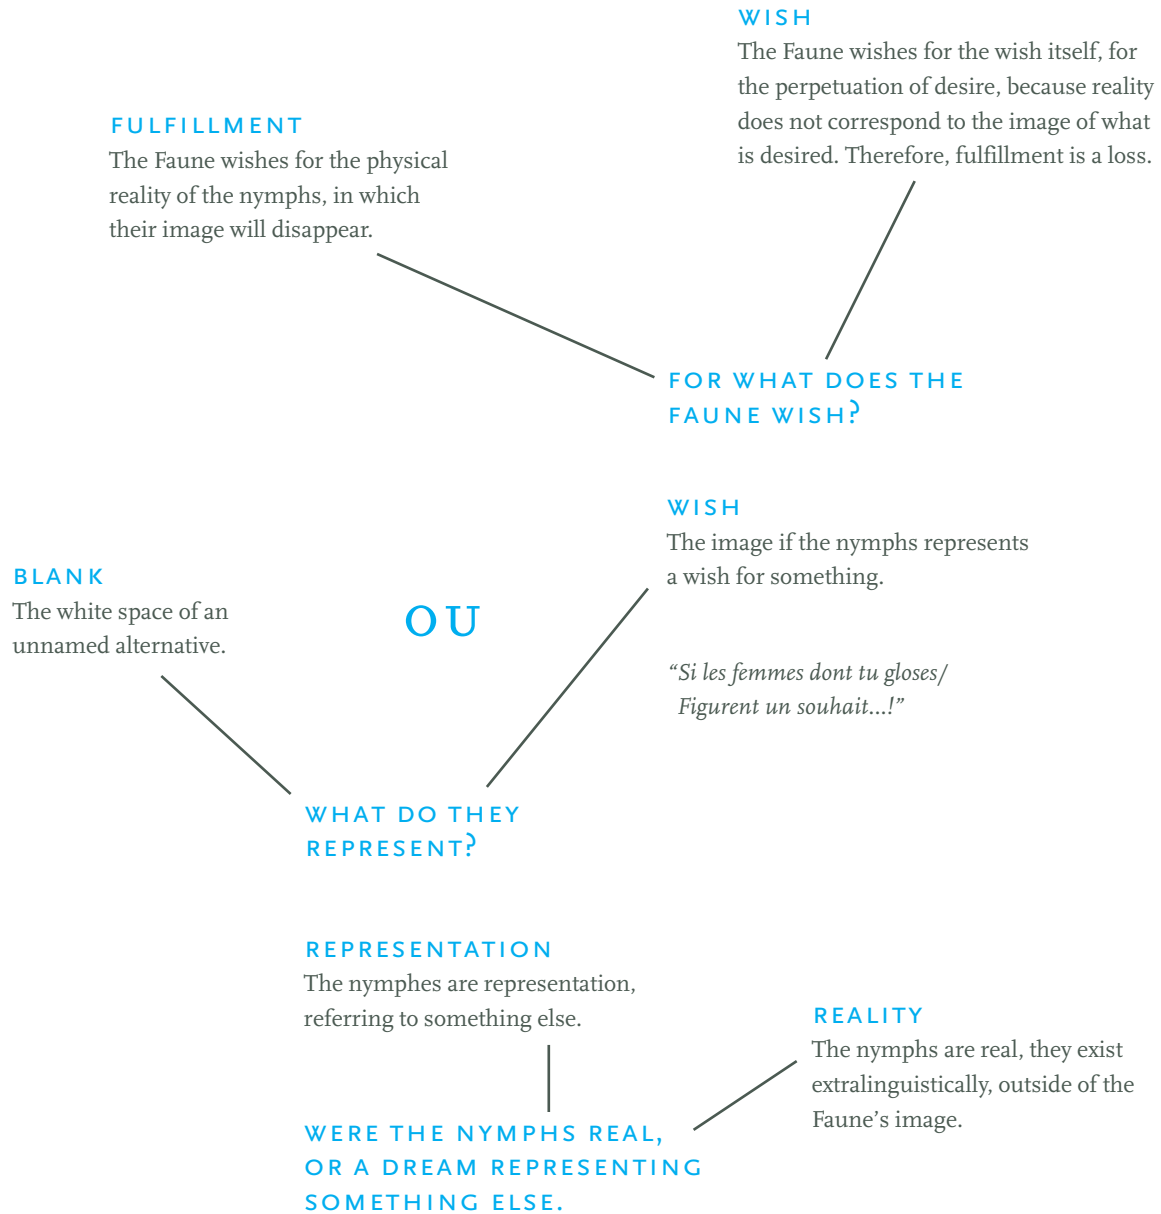 WISH
The Faune wishes for the wish itself, for
the perpetuation of desire, because reality
does not correspond to the image of what
is desired. Therefore, fulfillment is a loss.
FULFILLMENT
The Faune wishes for the physical
reality of the nymphs, in which
their image will disappear.
FOR WHAT DOES THE
FAUNE WISH?
WISH
The image if the nymphs represents
a wish for something.
BLANK
The white space of an
unnamed alternative.
OU
“Si les femmes dont tu gloses/
Figurent un souhait...!”
WHAT DO THEY
REPRESENT?
REPRESENTATION
The nymphes are representation,
referring to something else.
REALITY
The nymphs are real, they exist
extralinguistically, outside of the
Faune’s image.
WERE THE NYMPHS REAL,
OR A DREAM REPRESENTING
SOMETHING ELSE.